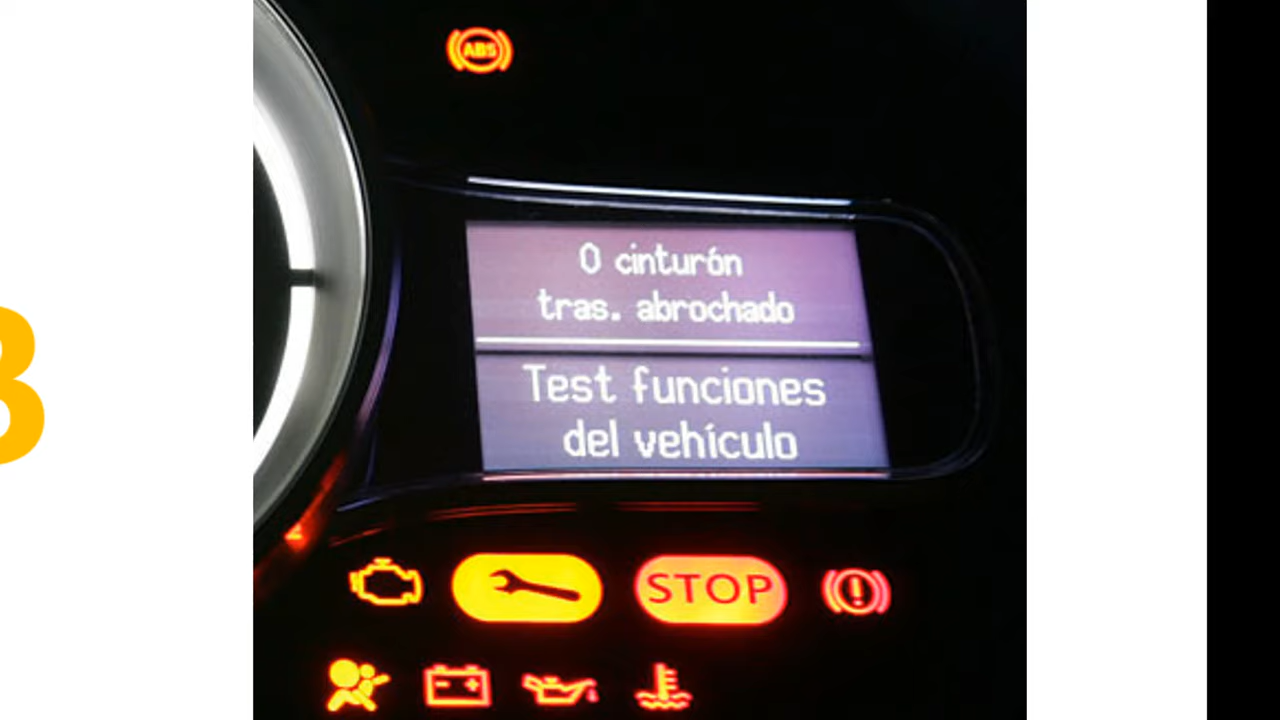 ABS
0 cinturón
tras. abrochado
Test funciones
del vehículo
STOP